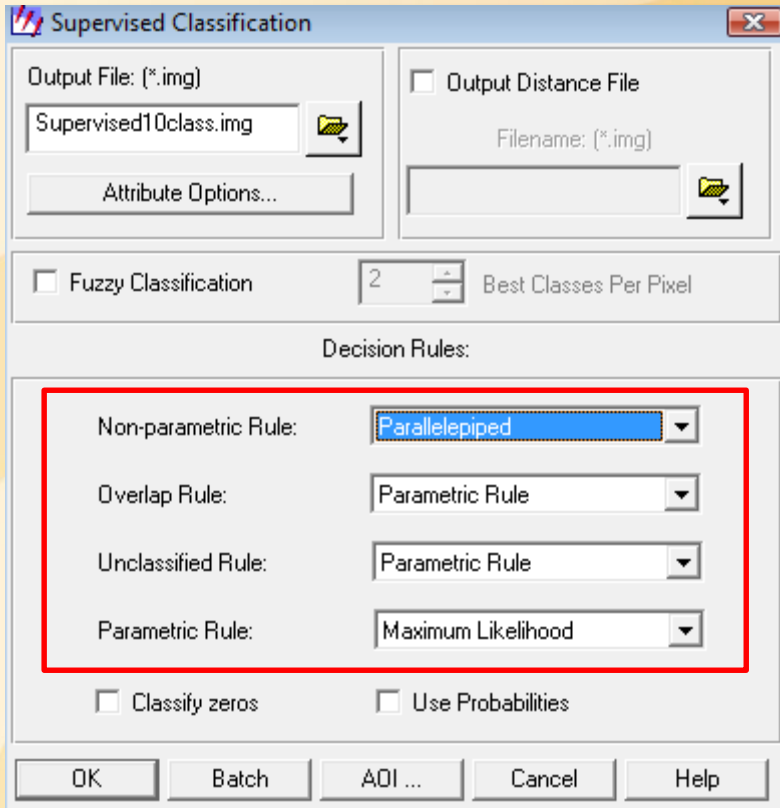 Supervised Classification
Output File: (*.img)
Supervised10class.img
Attribute Options...
Output Distance File
Filename: (*.img)
Fuzzy Classification
2
Best Classes Per Pixel
Decision Rules:
Non-parametric Rule:
Parallelepiped
Overlap Rule:
Parametric Rule
Unclassified Rule:
Parametric Rule
Parametric Rule:
Maximum Likelihood
Classify zeros
Use Probabilities
OK
Batch
AOI ...
Cancel
Help